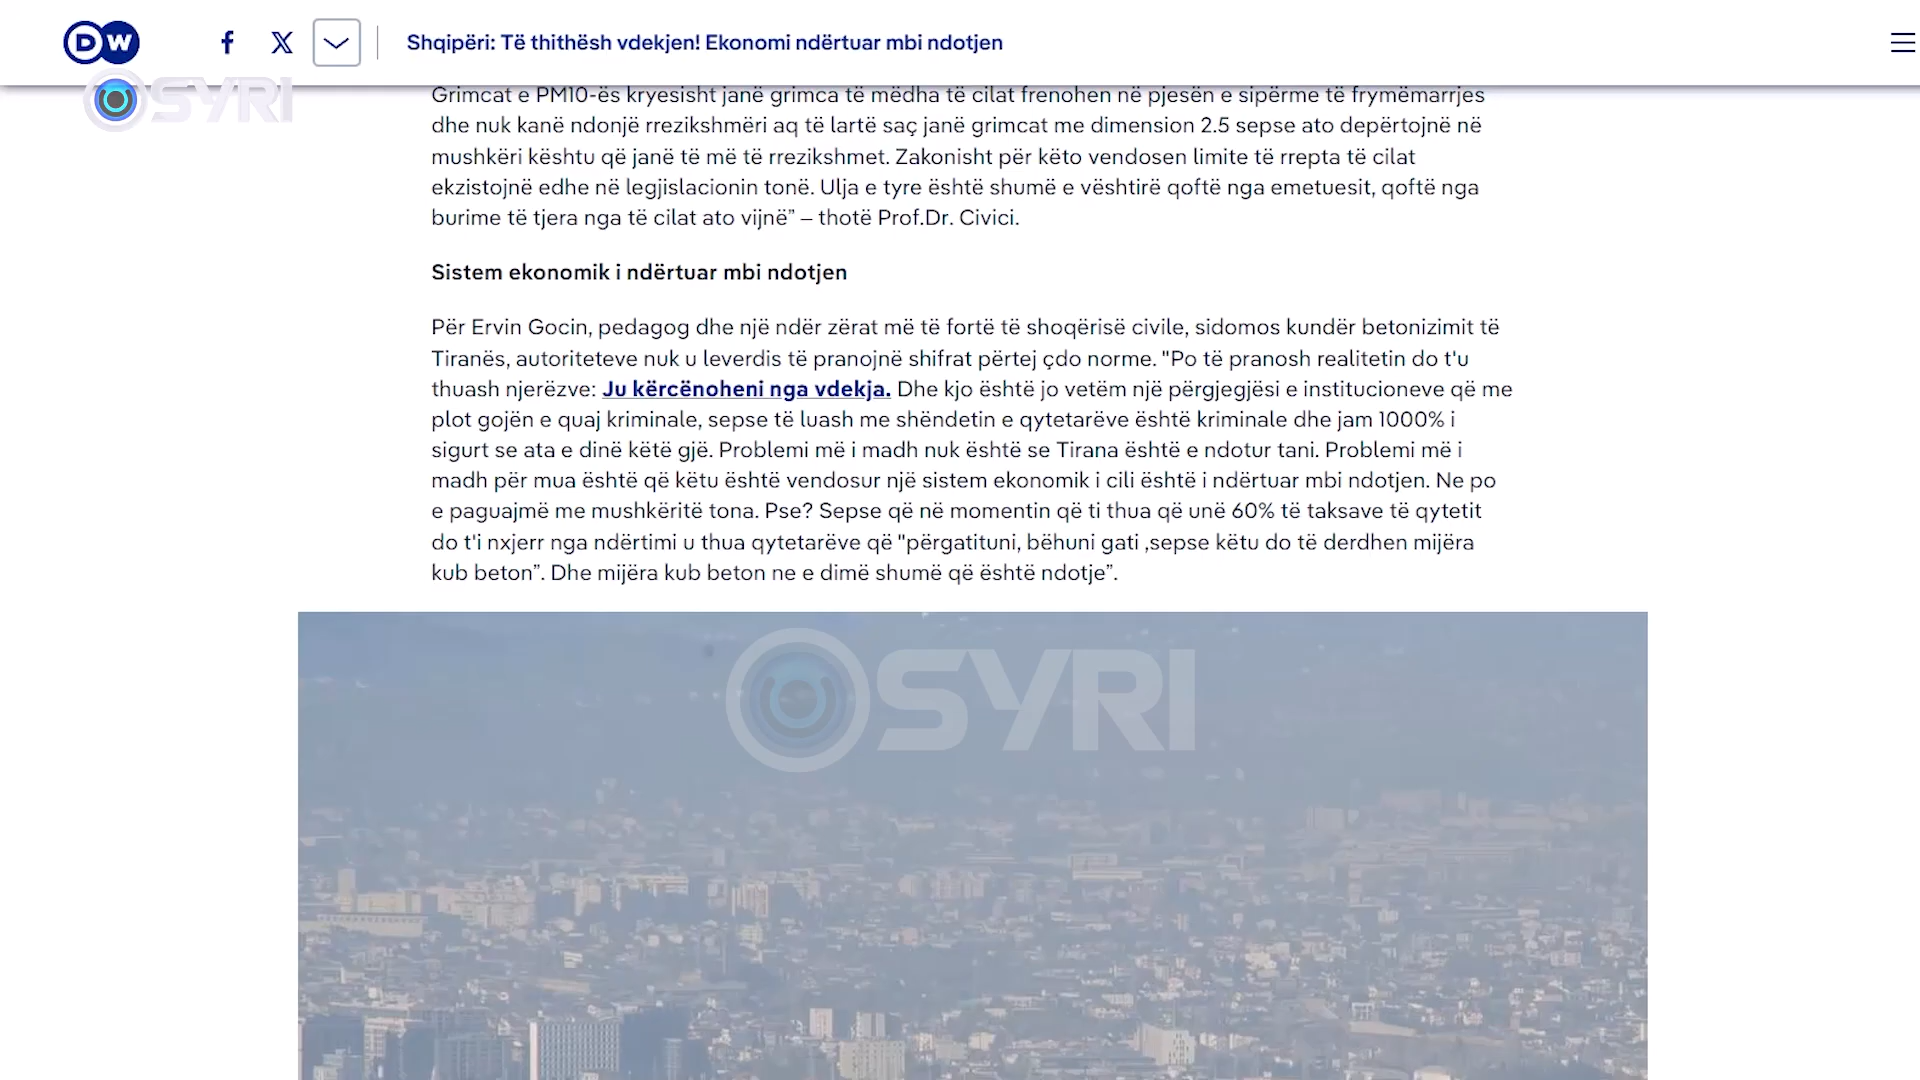 DW
Shqipëri: Të thithësh vdekjen! Ekonomi ndërtuar mbi ndotjen
SYRI
Grimcat e PM10-ës kryesisht janë grimca të mëdha të cilat frenohen në pjesën e sipërme të frymëmarrjes
dhe nuk kanë ndonjë rrezikshmëri aq të lartë saç janë grimcat me dimension 2.5 sepse ato depërtojnë në
mushkëri kështu që janë të më të rrezikshmet. Zakonisht për këto vendosen limite të rrepta të cilat
ekzistojnë edhe në legjislacionin tonë. Ulja e tyre është shumë e vështirë qoftë nga emetuesit, qoftë nga
burime të tjera nga të cilat ato vijnë” – thotë Prof.Dr. Civici.
Sistem ekonomik i ndërtuar mbi ndotjen
Për Ervin Gocin, pedagog dhe një ndër zërat më të fortë të shoqërisë civile, sidomos kundër betonizimit të
Tiranës, autoriteteve nuk u leverdis të pranojnë shifrat përtej çdo norme. "Po të pranosh realitetin do t'u
thuash njerëzve: Ju kërcënoheni nga vdekja. Dhe kjo është jo vetëm një përgjegjësi e institucioneve që me
plot gojën e quaj kriminale, sepse të luash me shëndetin e qytetarëve është kriminale dhe jam 1000% i
sigurt se ata e dinë këtë gjë. Problemi më i madh nuk është se Tirana është e ndotur tani. Problemi më i
madh për mua është që këtu është vendosur një sistem ekonomik i cili është i ndërtuar mbi ndotjen. Ne po
e paguajmë me mushkëritë tona. Pse? Sepse që në momentin që ti thua që unë 60% të taksave të qytetit
do t'i nxjerr nga ndërtimi u thua qytetarëve që "përgatituni, bëhuni gati ,sepse këtu do të derdhen mijëra
kub beton”. Dhe mijëra kub beton ne e dimë shumë që është ndotje”.
SYRI